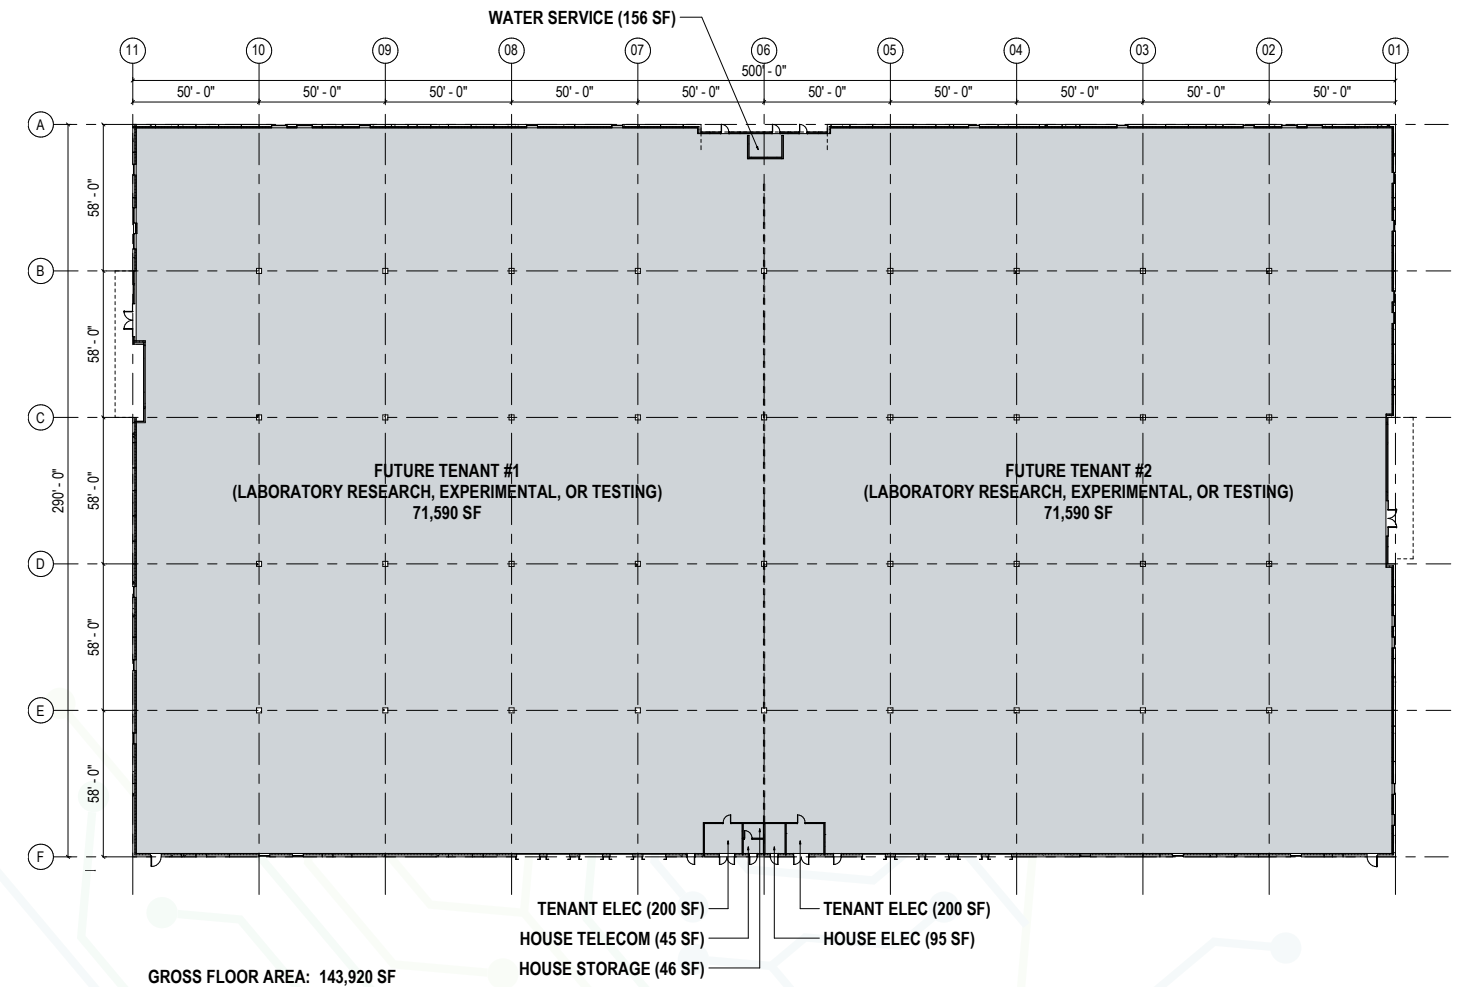 WATER SERVICE (156 SF)
11 10 09 08 07 06 05 04 03 02 01
500' - 0"
50' - 0" 50' - 0" 50' - 0" 50' - 0" 50' - 0" 50' - 0" 50' - 0" 50' - 0" 50' - 0" 50' - 0"
A
58' - 0"
B
58' - 0"
C
290' - 0"
58' - 0"
FUTURE TENANT #1
(LABORATORY RESEARCH, EXPERIMENTAL, OR TESTING)
71,590 SF
FUTURE TENANT #2
(LABORATORY RESEARCH, EXPERIMENTAL, OR TESTING)
71,590 SF
D
58' - 0"
E
58' - 0"
F
TENANT ELEC (200 SF)
HOUSE TELECOM (45 SF)
HOUSE STORAGE (46 SF)
TENANT ELEC (200 SF)
HOUSE ELEC (95 SF)
GROSS FLOOR AREA: 143,920 SF